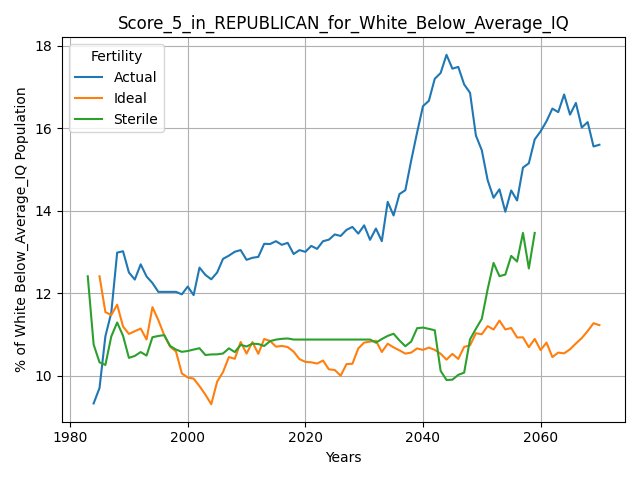 Score_5_in_REPUBLICAN_for_White_Below_Average_IQ
Fertility
Actual
Ideal
Sterile
% of White Below_Average_IQ Population
18
16
14
12
10
1980
2000
2020
2040
2060
Years